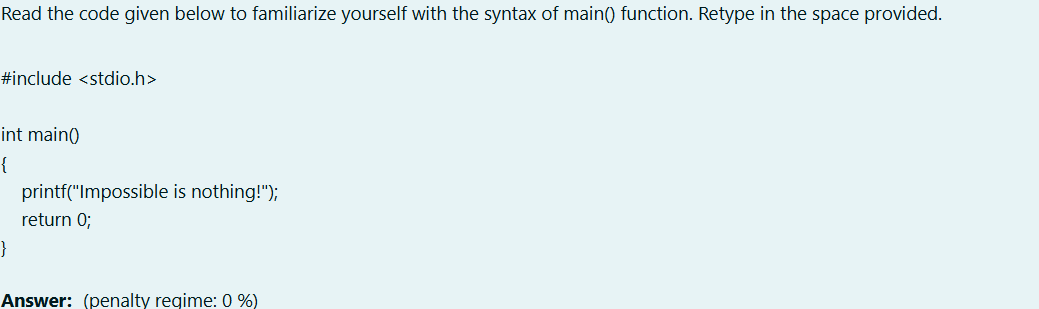 Read the code given below to familiarize yourself with the syntax of main() function. Retype in the space provided.
#include <stdio.h>
int main()
{
printf("Impossible is nothing!");
return 0;
}
Answer: (penalty regime: 0 %)